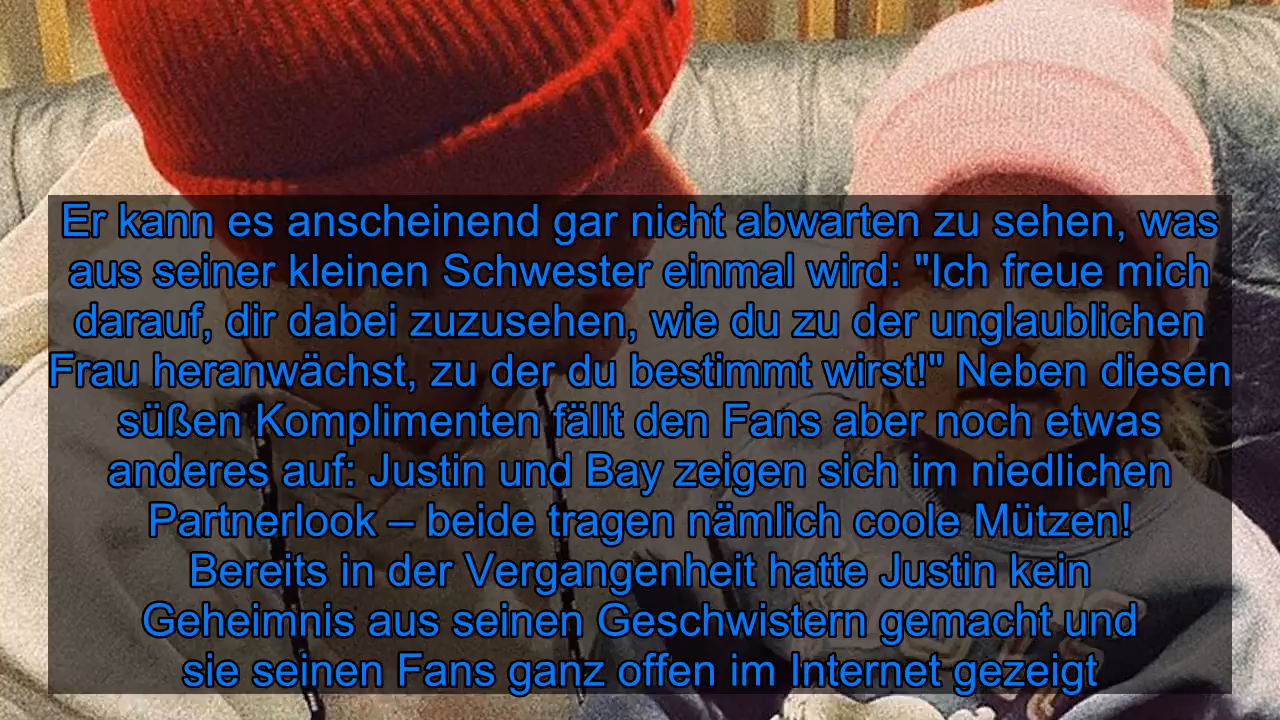 Er kann es anscheinend gar nicht abwarten zu sehen, was
aus seiner kleinen Schwester einmal wird: "Ich freue mich
darauf, dir dabei zuzusehen, wie du zu der unglaublichen
Frau heranwächst, zu der du bestimmt wirst!" Neben diesen
süßen Komplimenten fällt den Fans aber noch etwas
anderes auf: Justin und Bay zeigen sich im niedlichen
Partnerlook – beide tragen nämlich coole Mützen!
Bereits in der Vergangenheit hatte Justin kein
Geheimnis aus seinen Geschwistern gemacht und
sie seinen Fans ganz offen im Internet gezeigt